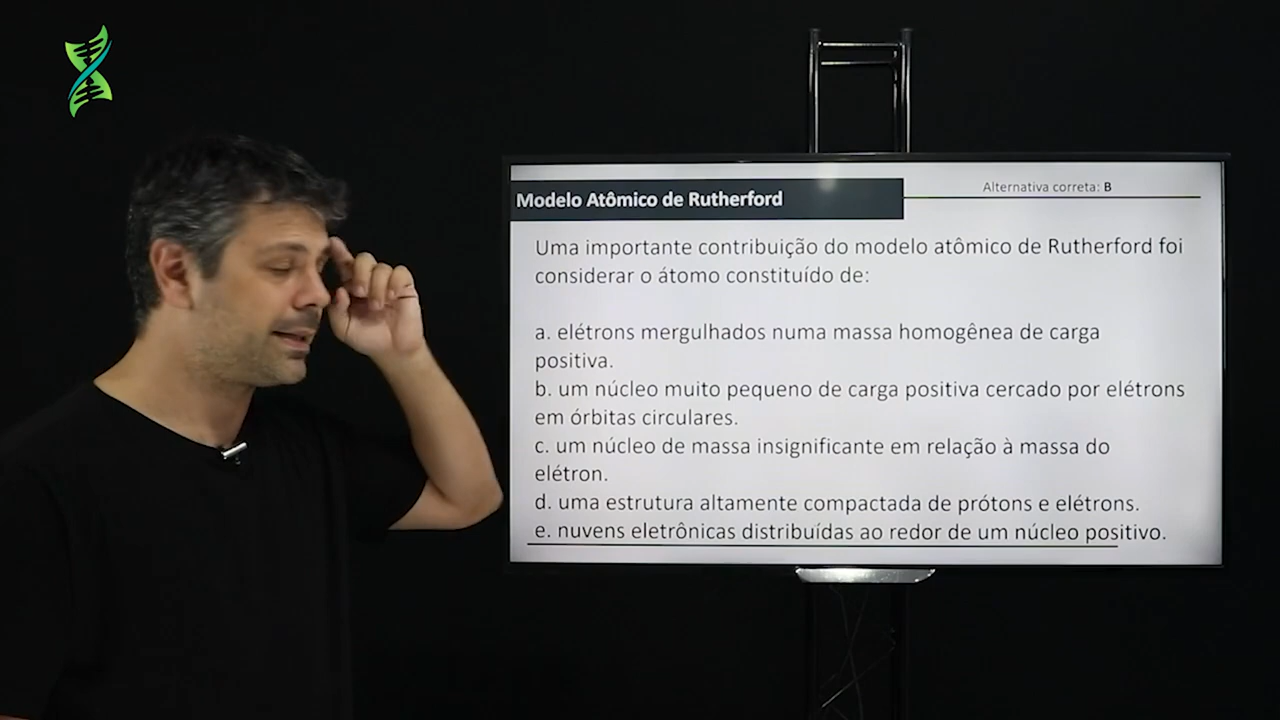 Modelo Atômico de Rutherford
Alternativa correta: B
Uma importante contribuição do modelo atômico de Rutherford foi
considerar o átomo constituído de:
a. elétrons mergulhados numa massa homogênea de carga
positiva.
b. um núcleo muito pequeno de carga positiva cercado por elétrons
em órbitas circulares.
c. um núcleo de massa insignificante em relação à massa do
elétron.
d. uma estrutura altamente compactada de prótons e elétrons.
e. nuvens eletrônicas distribuídas ao redor de um núcleo positivo.